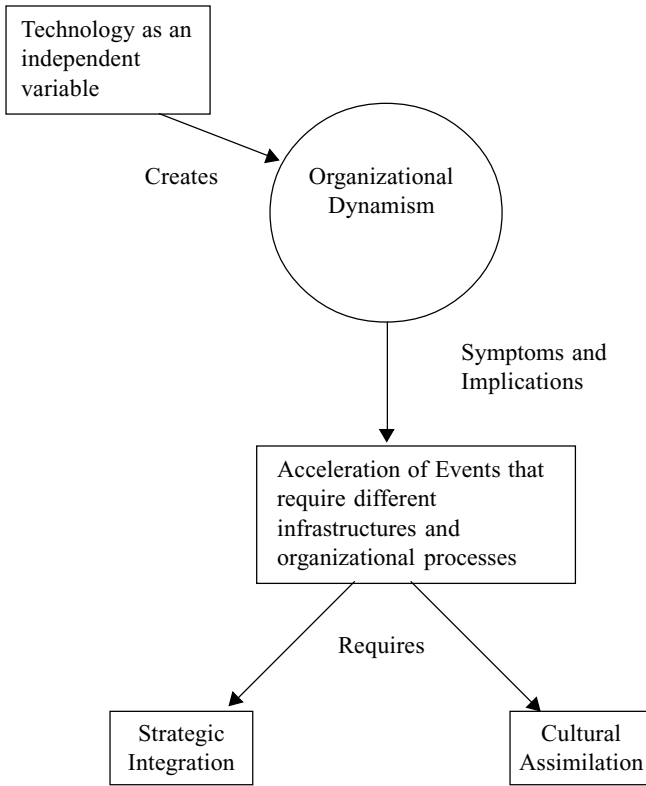 Technology as an
independent
variable
Creates
Organizational
Dynamism
Symptoms and
Implications
Acceleration of Events that
require different
infrastructures and
organizational processes
Requires
Strategic
Integration
Cultural
Assimilation